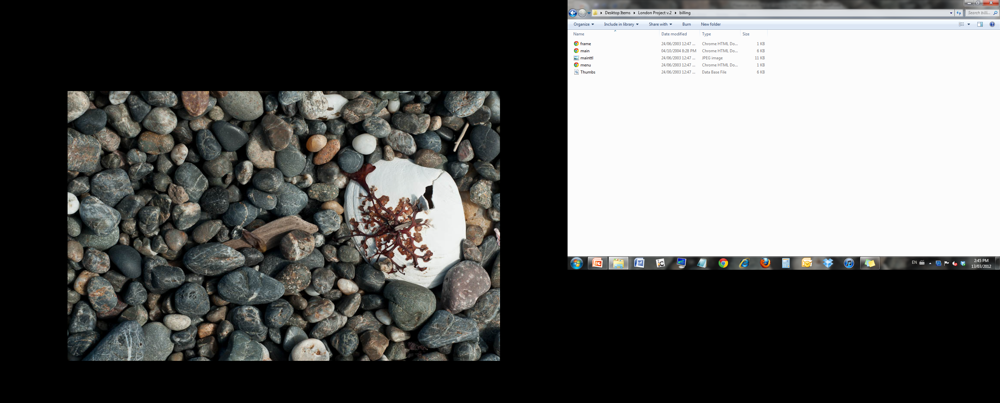 Desktop Items London Project v.2 billing
Search billi...
Organize Include in library Share with Burn New folder
Name Date modified Type Size
frame 24/06/2003 12:47 ... Chrome HTML Do... 1 KB
main 04/10/2004 8:28 PM Chrome HTML Do... 6 KB
mainttl 24/06/2003 12:47 ... JPEG image 11 KB
menu 24/06/2003 12:47 ... Chrome HTML Do... 1 KB
Thumbs 24/06/2003 12:47 ... Data Base File 6 KB
EN 2:45 PM
13/03/2012